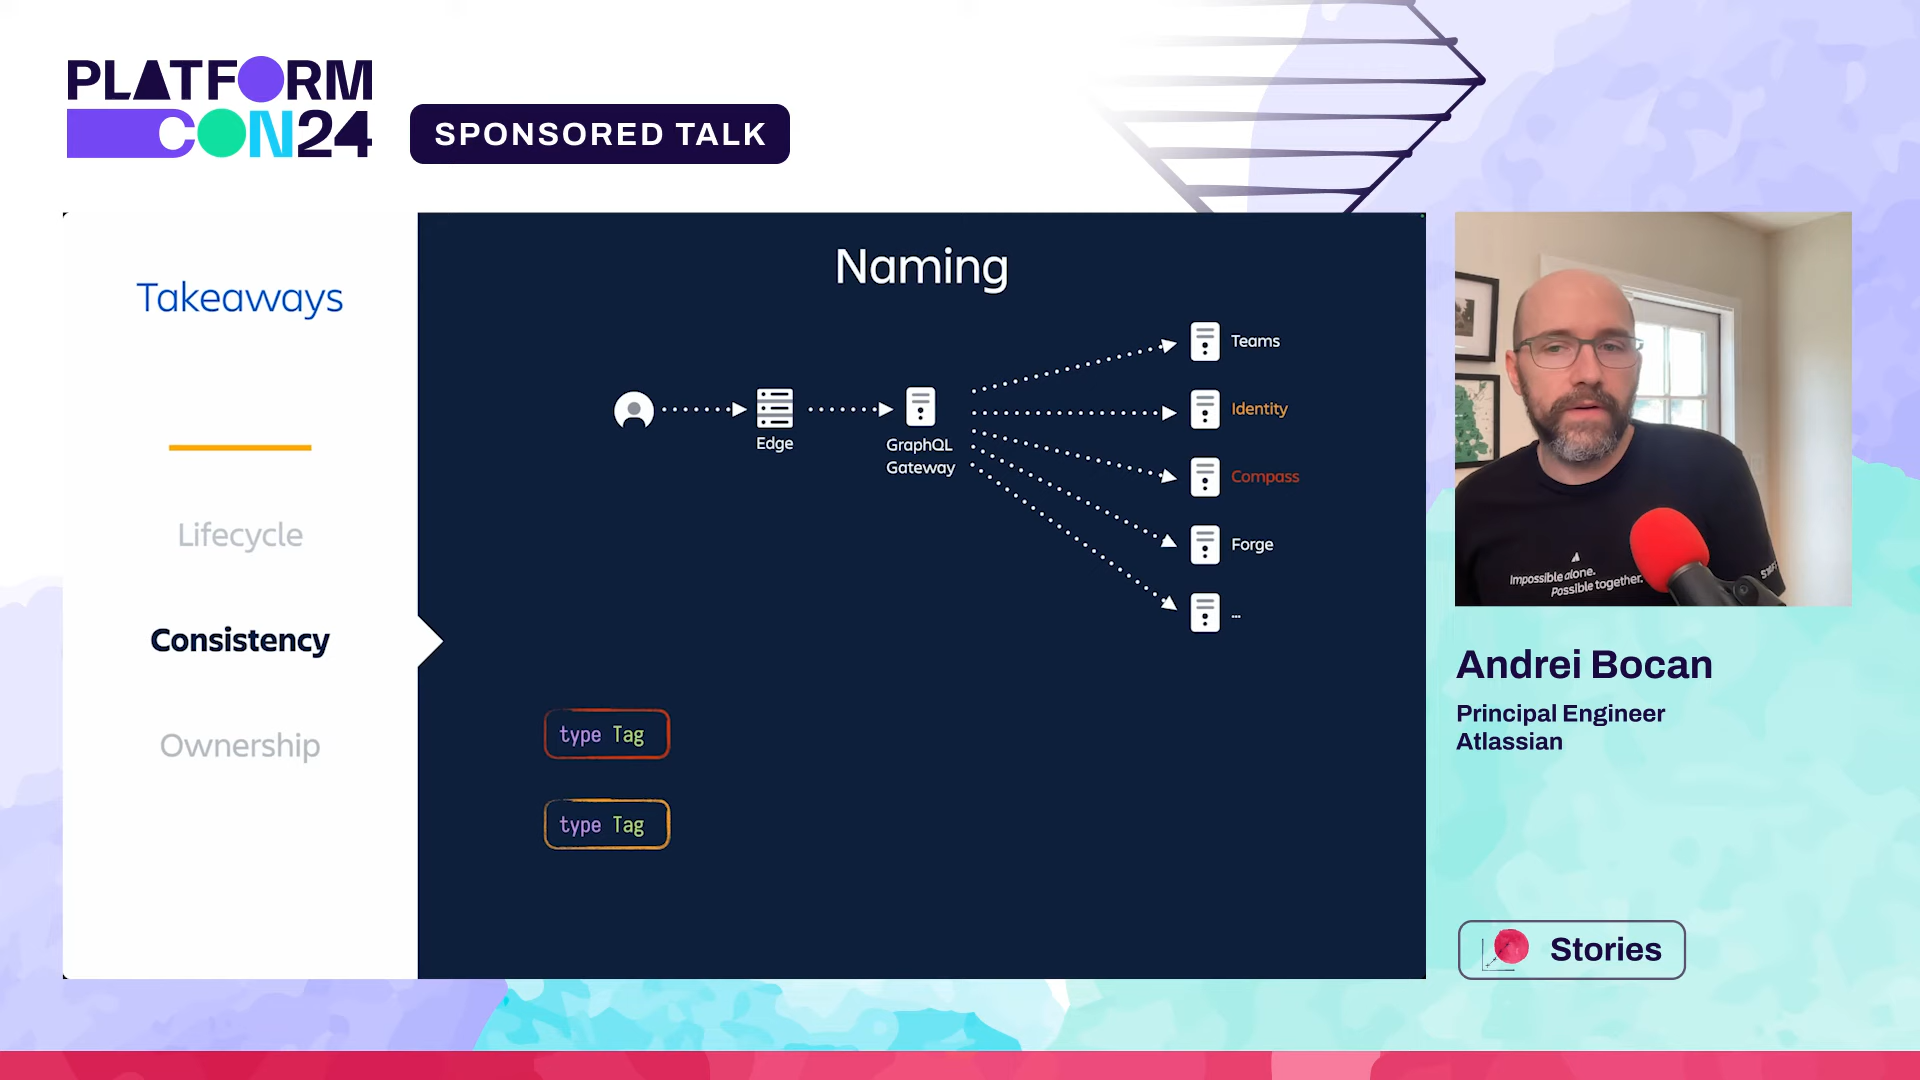 PLATFORM
CON24
SPONSORED TALK
Takeaways
Lifecycle
Consistency
Ownership
Naming
Edge
GraphQL
Gateway
Teams
Identity
Compass
Forge
...
type Tag
type Tag
Impossible alone.
Possible together.
Andrei Bocan
Principal Engineer
Atlassian
Stories